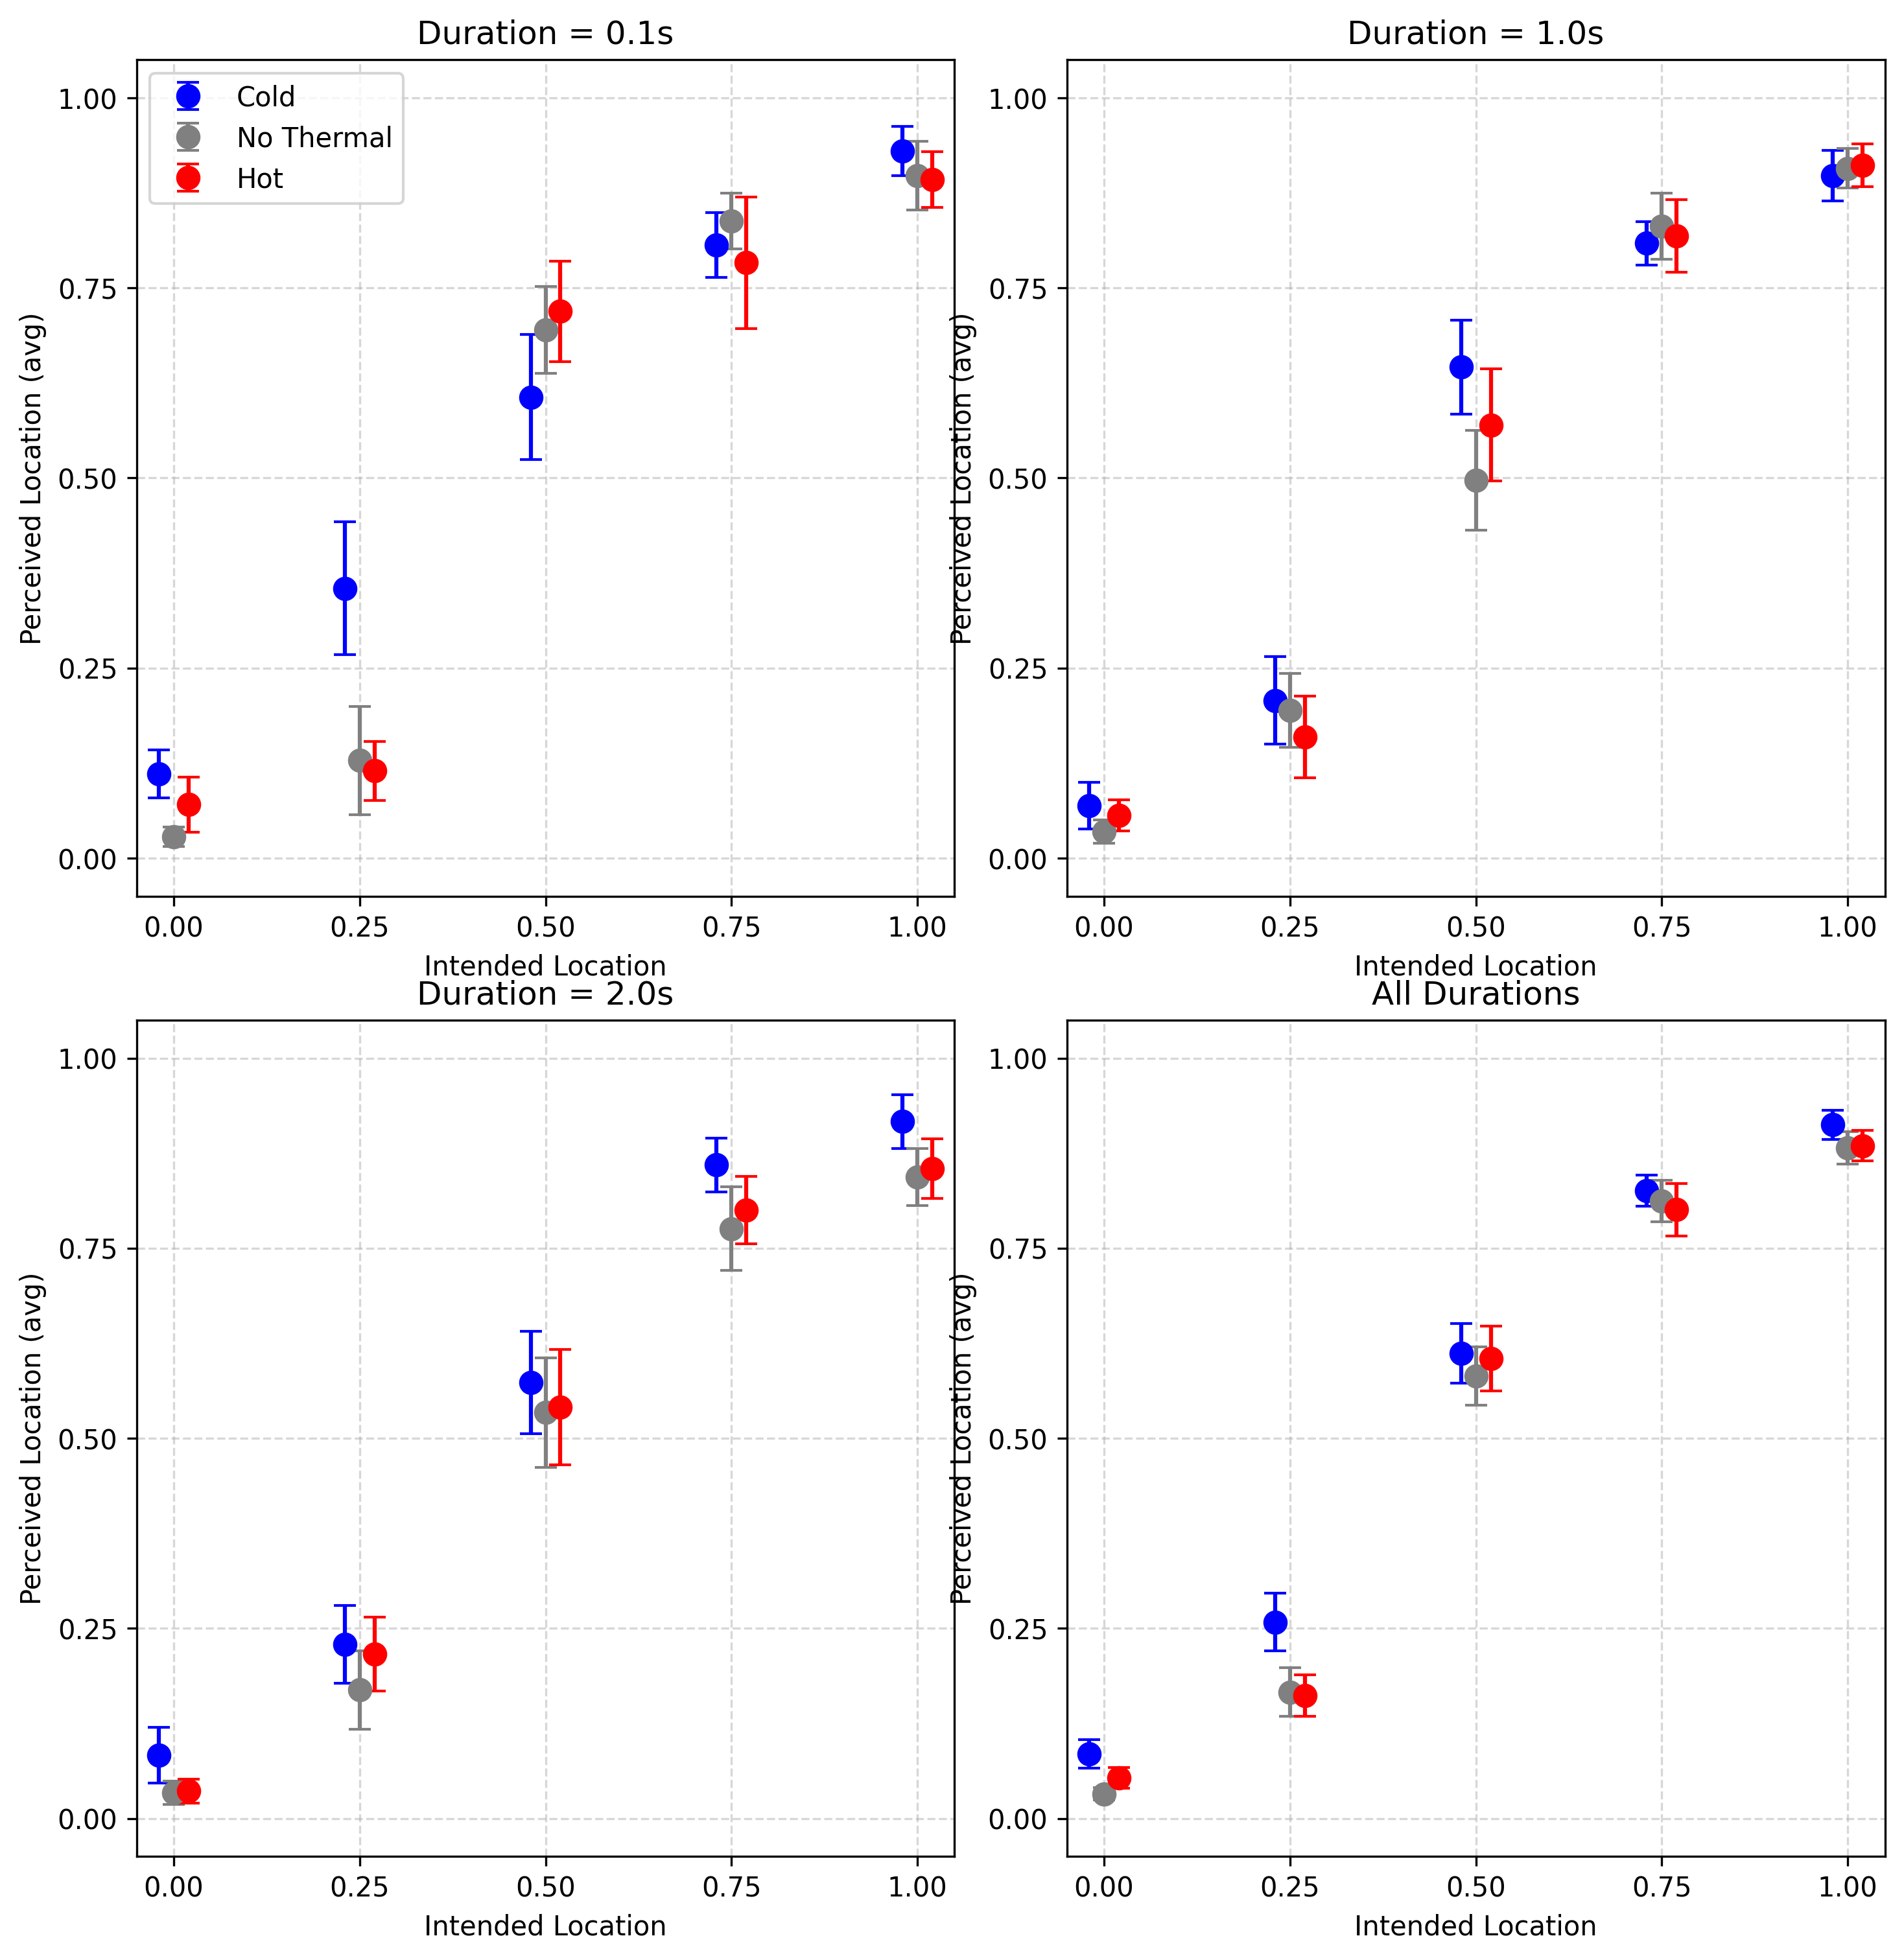 Duration = 0.1s
Cold
No Thermal
Hot
1.00
0.75
0.50
0.25
0.00
Perceived Location (avg)
0.00 0.25 0.50 0.75 1.00
Intended Location
Duration = 1.0s
1.00
0.75
0.50
0.25
0.00
Perceived Location (avg)
0.00 0.25 0.50 0.75 1.00
Intended Location
Duration = 2.0s
1.00
0.75
0.50
0.25
0.00
Perceived Location (avg)
0.00 0.25 0.50 0.75 1.00
Intended Location
All Durations
1.00
0.75
0.50
0.25
0.00
Perceived Location (avg)
0.00 0.25 0.50 0.75 1.00
Intended Location